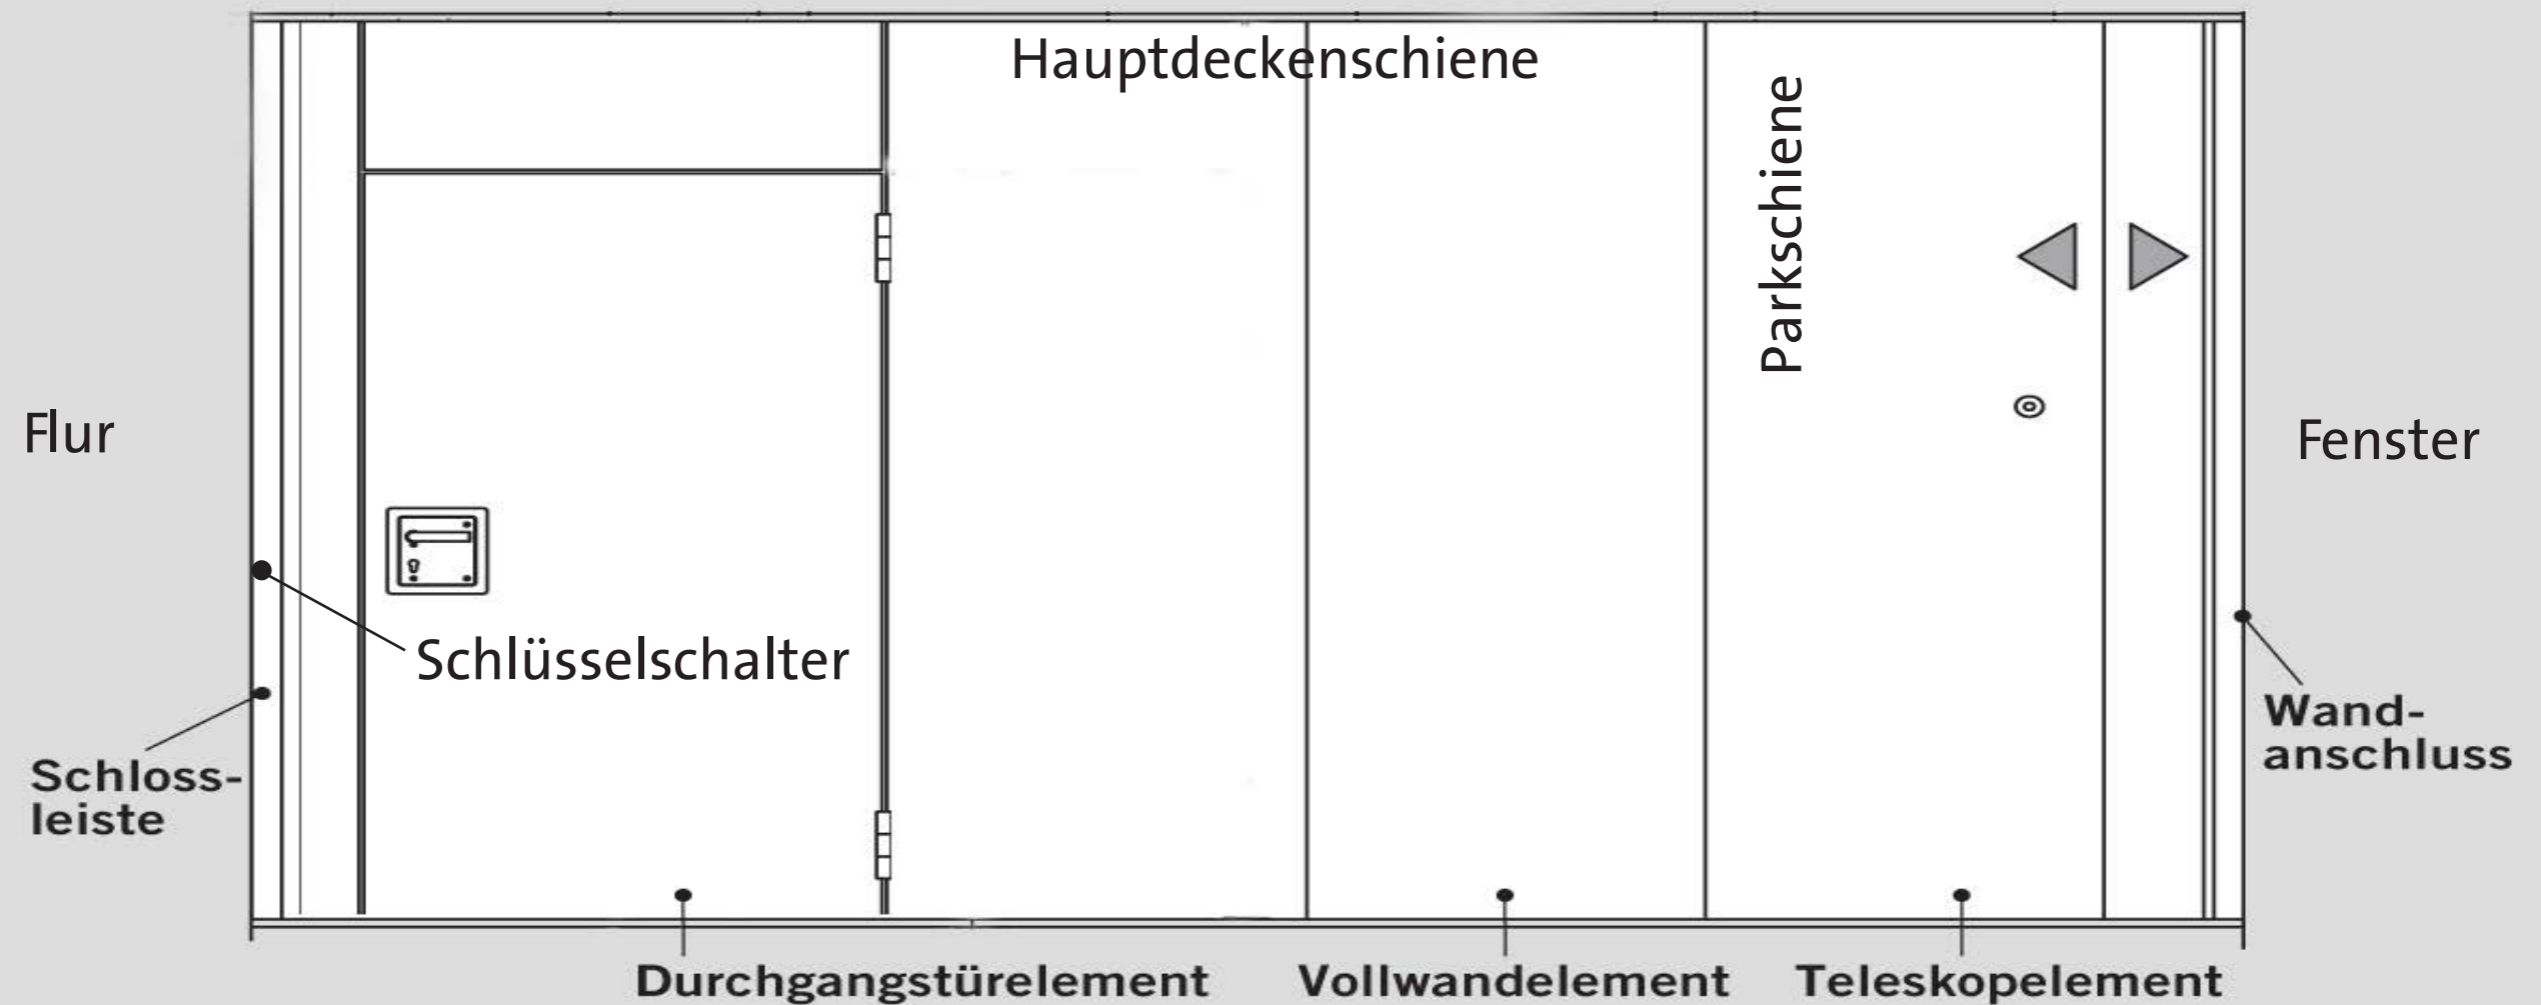 Hauptdeckenschiene
Parkschiene
Flur
Fenster
Schlüsselschalter
Schloss-
leiste
Wand-
anschluss
Durchgangstürelement
Vollwandelement
Teleskopelement